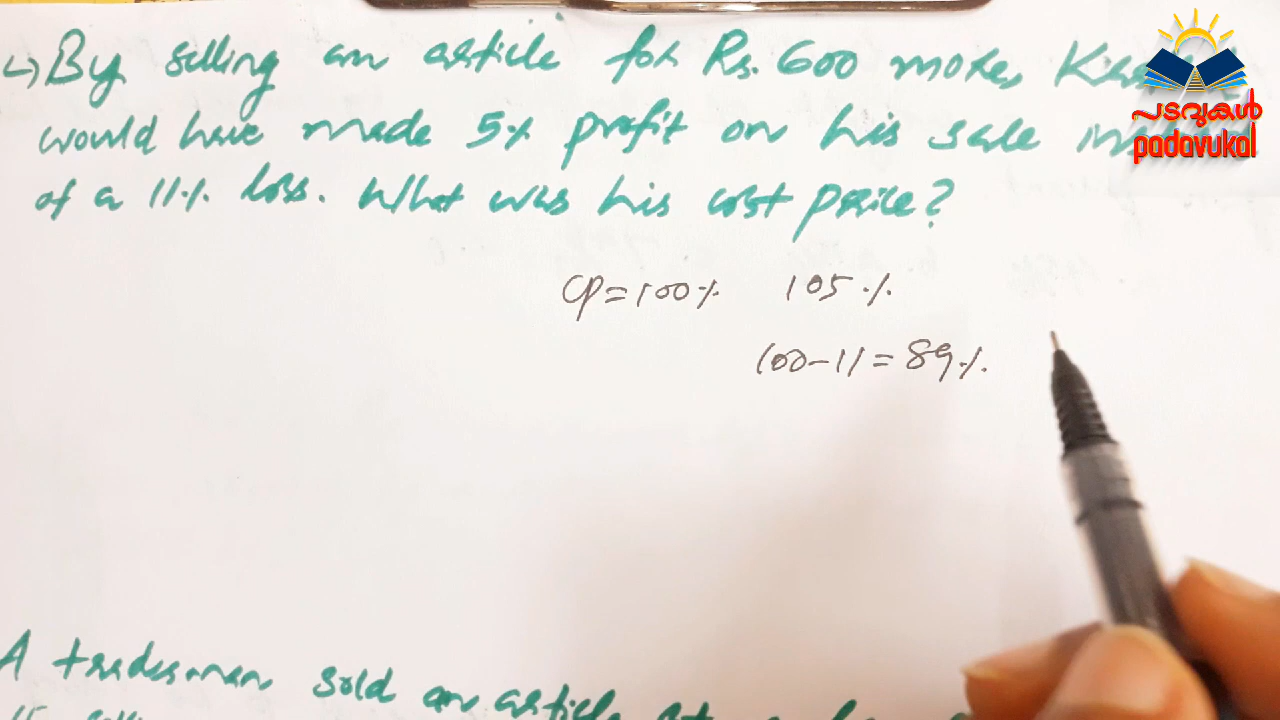 ↳ By selling an article for Rs. 600 more,
would have made 5% profit on his sale
of a 11% loss. What was his cost price?
CP = 100% 105%
100 - 11 = 89%
A tradesman sold an article at a
പടവുകൾ
padavukal